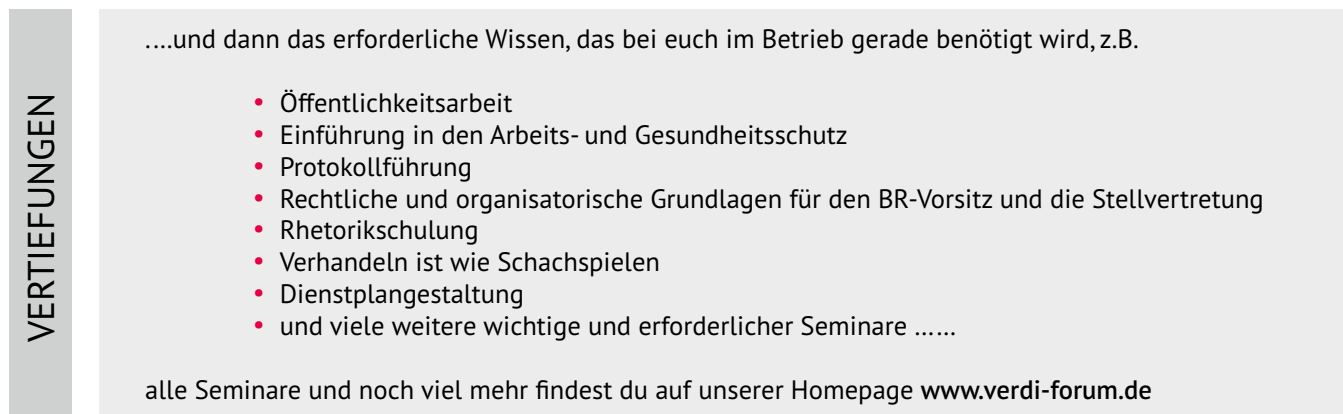 VERTIEFUNGEN
....und dann das erforderliche Wissen, das bei euch im Betrieb gerade benötigt wird, z.B.
• Öffentlichkeitsarbeit
• Einführung in den Arbeits- und Gesundheitsschutz
• Protokollführung
• Rechtliche und organisatorische Grundlagen für den BR-Vorsitz und die Stellvertretung
• Rhetorikschulung
• Verhandeln ist wie Schachspielen
• Dienstplangestaltung
• und viele weitere wichtige und erforderlicher Seminare ......
alle Seminare und noch viel mehr findest du auf unserer Homepage www.verdi-forum.de